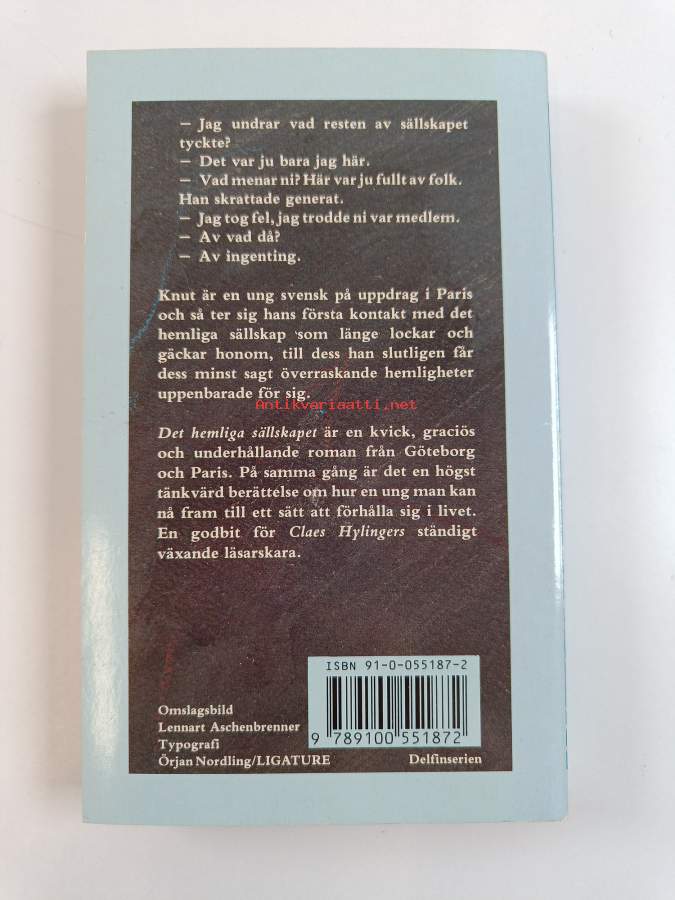 – Jag undrar vad resten av sällskapet
tyckte?
– Det var ju bara jag här.
– Vad menar ni? Här var ju fullt av folk.
Han skrattade generat.
– Jag tog fel, jag trodde ni var medlem.
– Av vad då?
– Av ingenting.
Knut är en ung svensk på uppdrag i Paris
och så ter sig hans första kontakt med det
hemliga sällskap som länge lockar och
gäckar honom, till dess han slutligen får
dess minst sagt överraskande hemligheter
uppenbarade för sig.
Antikvariaatti.net
Det hemliga sällskapet är en kvick, graciös
och underhållande roman från Göteborg
och Paris. På samma gång är det en högst
tänkvärd berättelse om hur en ung man kan
nå fram till ett sätt att förhålla sig i livet.
En godbit för Claes Hylingers ständigt
växande läsarskara.
ISBN 91-0-055187-2
9 789100 551872
Omslagsbild
Lennart Aschenbrenner
Typografi
Örjan Nordling/LIGATURE
Delfinserien